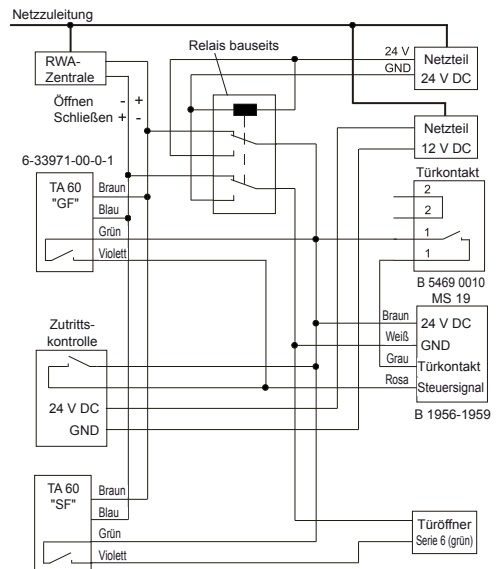 Netzzuleitung
Relais bauseits
24 V
GND
Netzteil
24 V DC
RWA-
Zentrale
Öffnen - +
Schließen + -
Netzteil
12 V DC
6-33971-00-0-1
TA 60
"GF"
Braun
Blau
Grün
Violett
Türkontakt
2
2
1
1
B 5469 0010
MS 19
Braun
24 V DC
Weiß
GND
Grau
Türkontakt
Rosa
Steuersignal
B 1956-1959
Zutritts-
kontrolle
24 V DC
GND
TA 60
"SF"
Braun
Blau
Grün
Violett
Türöffner
Serie 6 (grün)